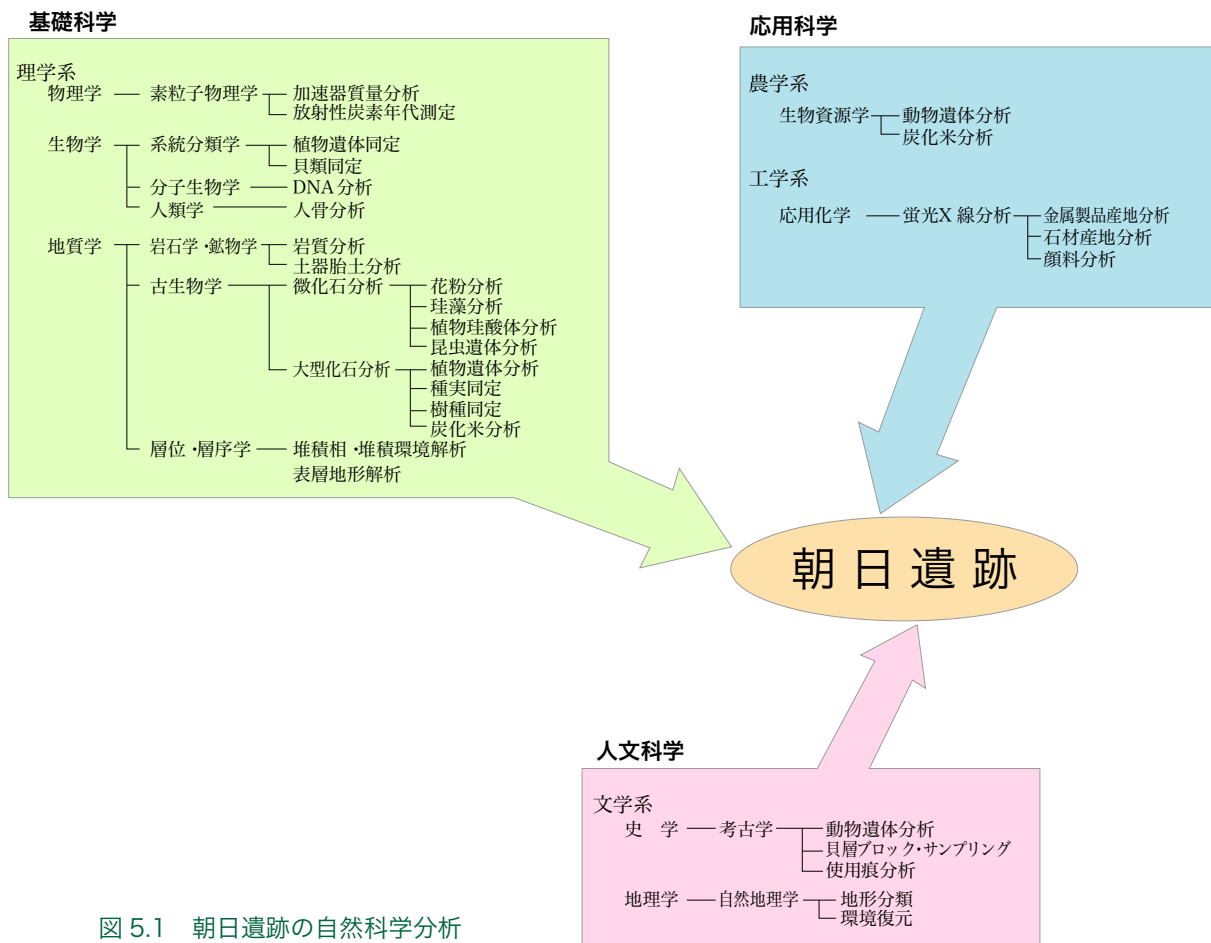 基礎科学
理学系
物理学 素粒子物理学 加速器質量分析
放射性炭素年代測定
生物学 系統分類学 植物遺体同定
貝類同定
分子生物学 DNA分析
人類学 人骨分析
地質学 岩石学・鉱物学 岩質分析
土器胎土分析
古生物学 微化石分析 花粉分析
珪藻分析
植物珪酸体分析
昆虫遺体分析
大型化石分析 植物遺体分析
種実同定
樹種同定
炭化米分析
層位・層序学 堆積相・堆積環境解析
表層地形解析
応用科学
農学系
生物資源学 動物遺体分析
炭化米分析
工学系
応用化学 蛍光X線分析 金属製品産地分析
石材産地分析
顔料分析
朝日遺跡
人文科学
文学系
史　学 考古学 動物遺体分析
貝層ブロック・サンプリング
使用痕分析
地理学 自然地理学 地形分類
環境復元
図 5.1　朝日遺跡の自然科学分析